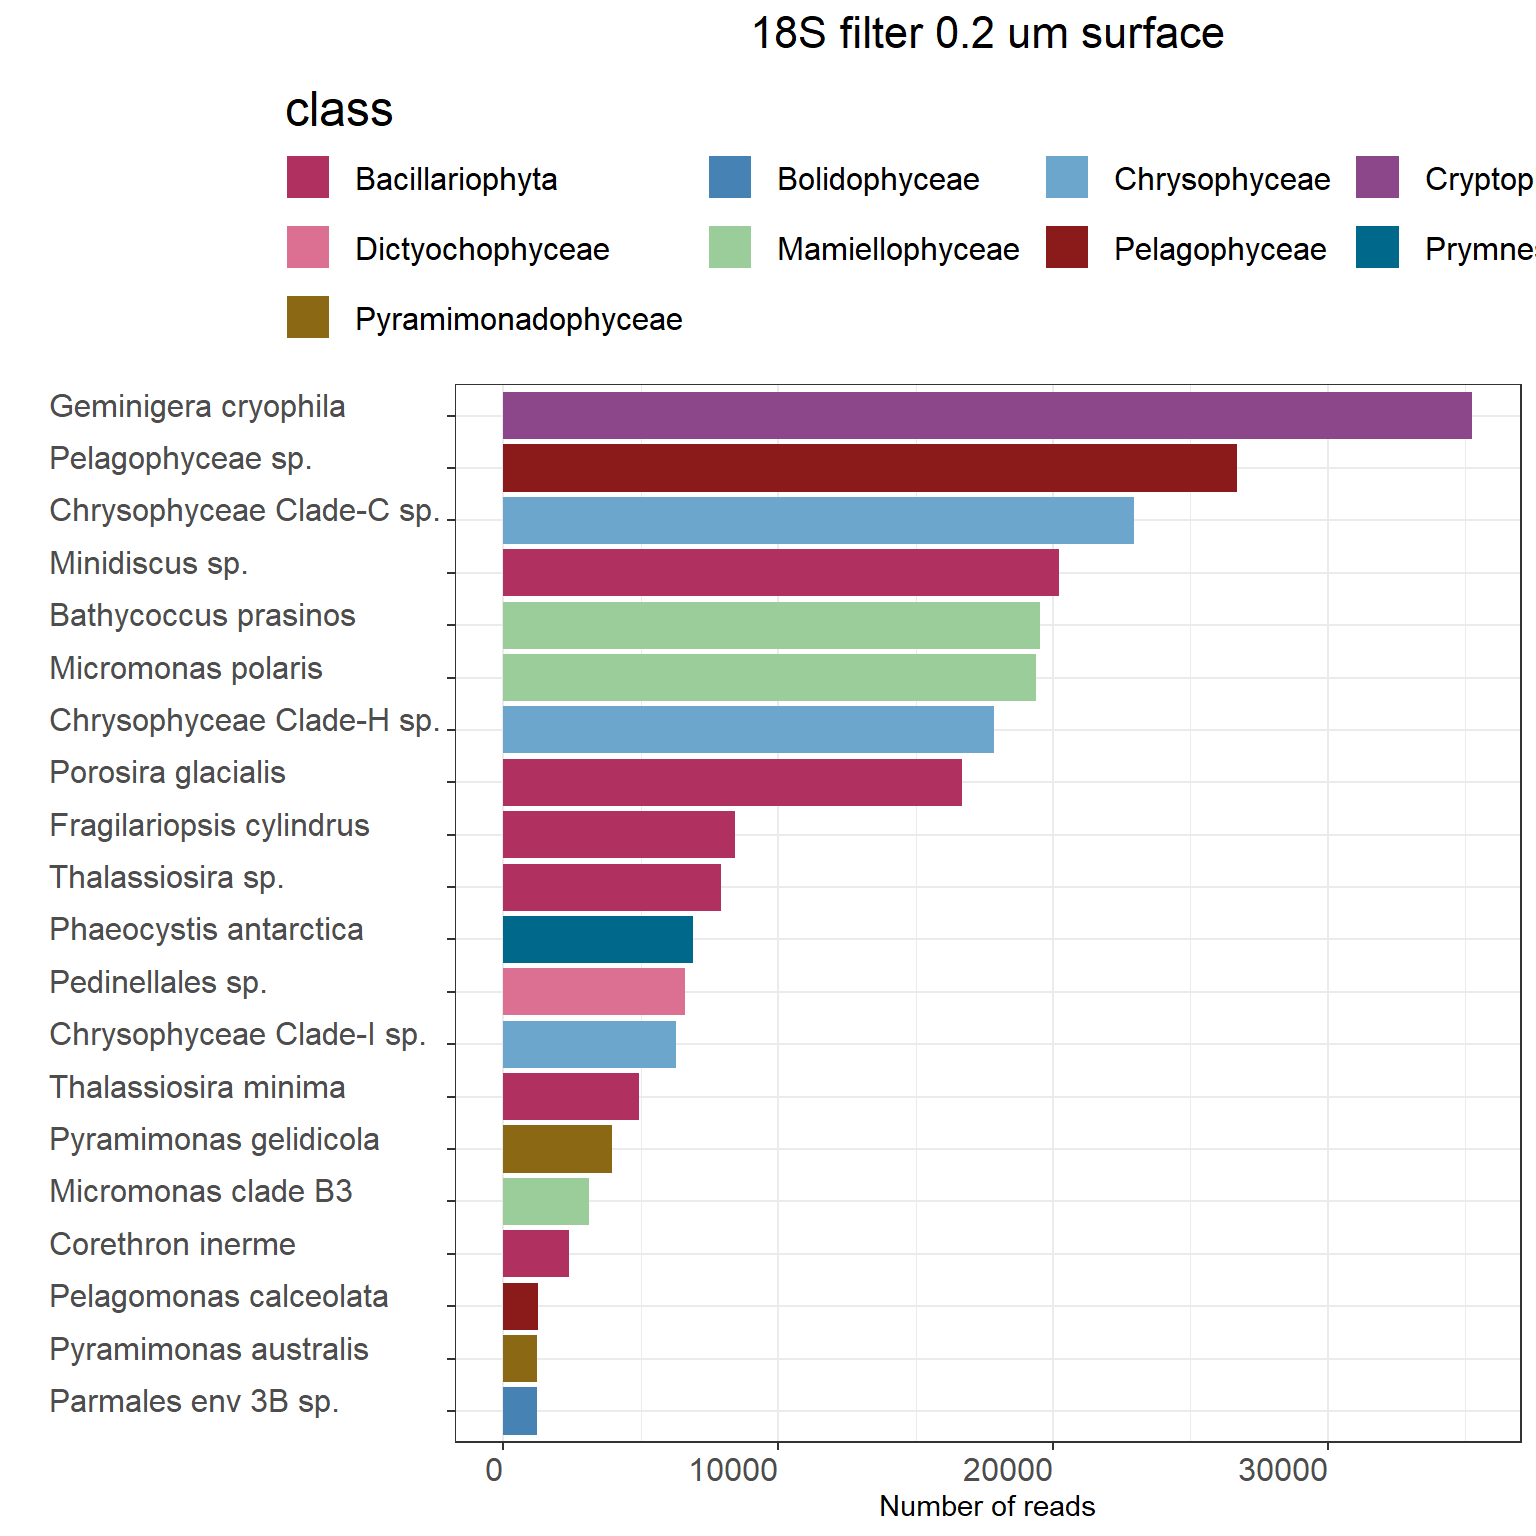 18S filter 0.2 um surface
class
Bacillariophyta Bolidophyceae Chrysophyceae Cryptop
Dictyochophyceae Mamiellophyceae Pelagophyceae Prymne
Pyramimonadophyceae
Geminigera cryophila
Pelagophyceae sp.
Chrysophyceae Clade-C sp.
Minidiscus sp.
Bathycoccus prasinos
Micromonas polaris
Chrysophyceae Clade-H sp.
Porosira glacialis
Fragilariopsis cylindrus
Thalassiosira sp.
Phaeocystis antarctica
Pedinellales sp.
Chrysophyceae Clade-I sp.
Thalassiosira minima
Pyramimonas gelidicola
Micromonas clade B3
Corethron inerme
Pelagomonas calceolata
Pyramimonas australis
Parmales env 3B sp.
0 10000 20000 30000
Number of reads